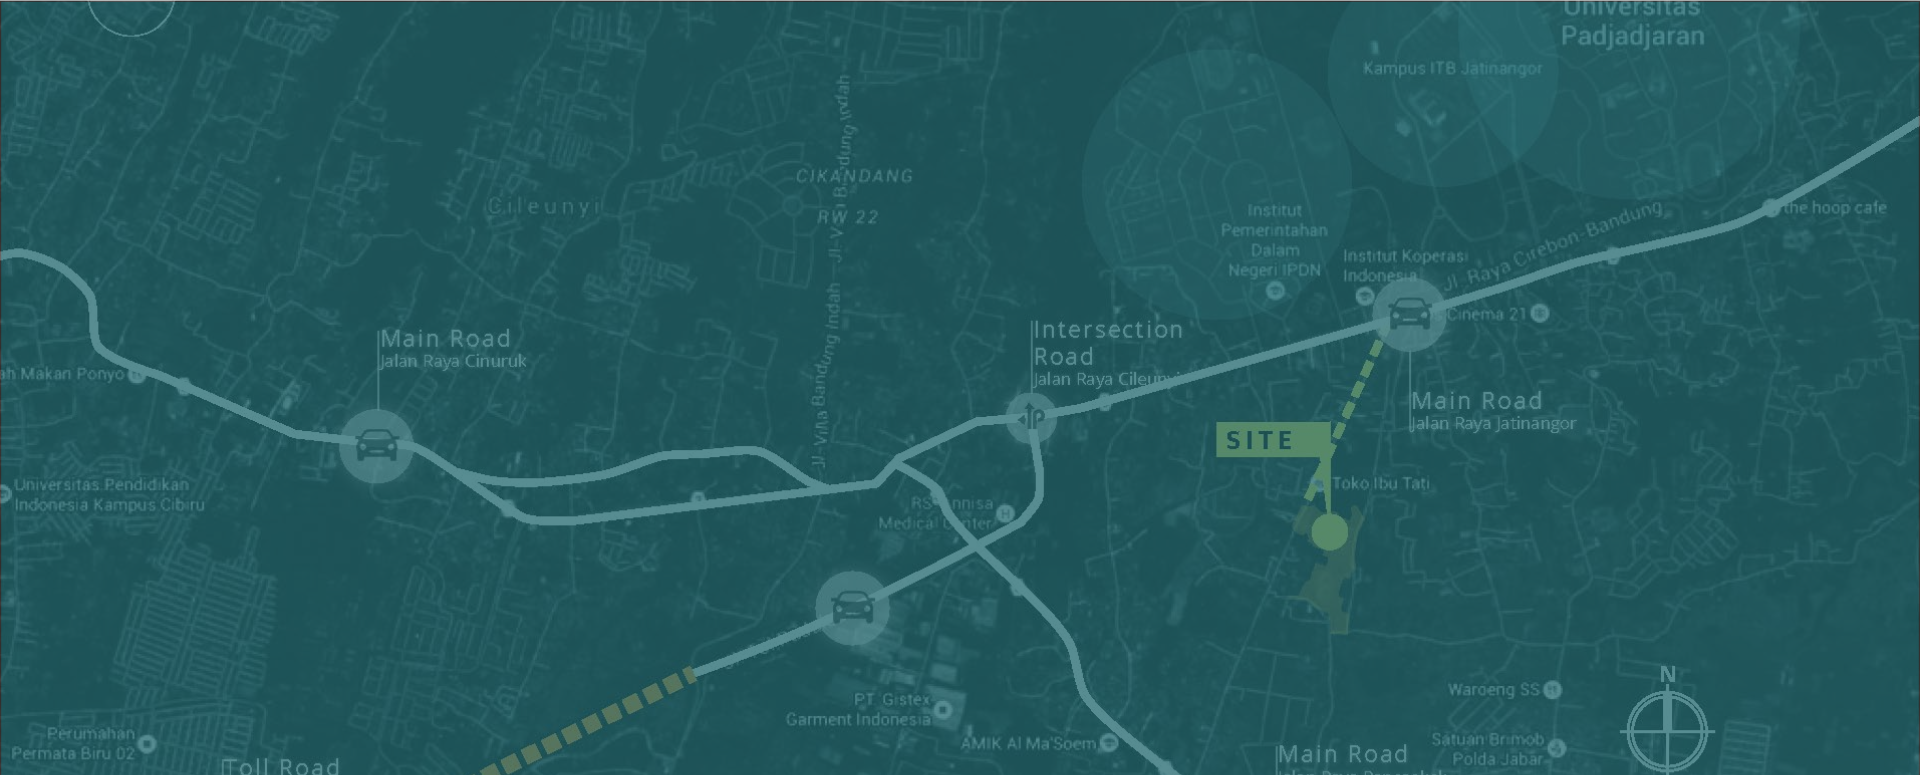 Universitas
Padjadjaran
Kampus ITB Jatinangor
CIKANDANG
RW 22
Cileunyi
Jl. Villa Bandung Indah
Jl. Villa Bandung Indah
Institut
Pemerintahan
Dalam
Negeri IPDN
Institut Koperasi
Indonesia
Jl. Raya Cirebon-Bandung
the hoop cafe
Cinema 21
Main Road
Jalan Raya Cinuruk
Intersection
Road
Jalan Raya Cileunyi
ah Makan Ponyo
Main Road
Jalan Raya Jatinangor
SITE
Toko Ibu Tati
Universitas Pendidikan
Indonesia Kampus Cibiru
RS Annisa
Medical Center
PT Gistex
Garment Indonesia
AMIK Al Ma'Soem
Waroeng SS
Satuan Brimob
Polda Jabar
N
Perumahan
Permata Biru 02
Toll Road
Main Road